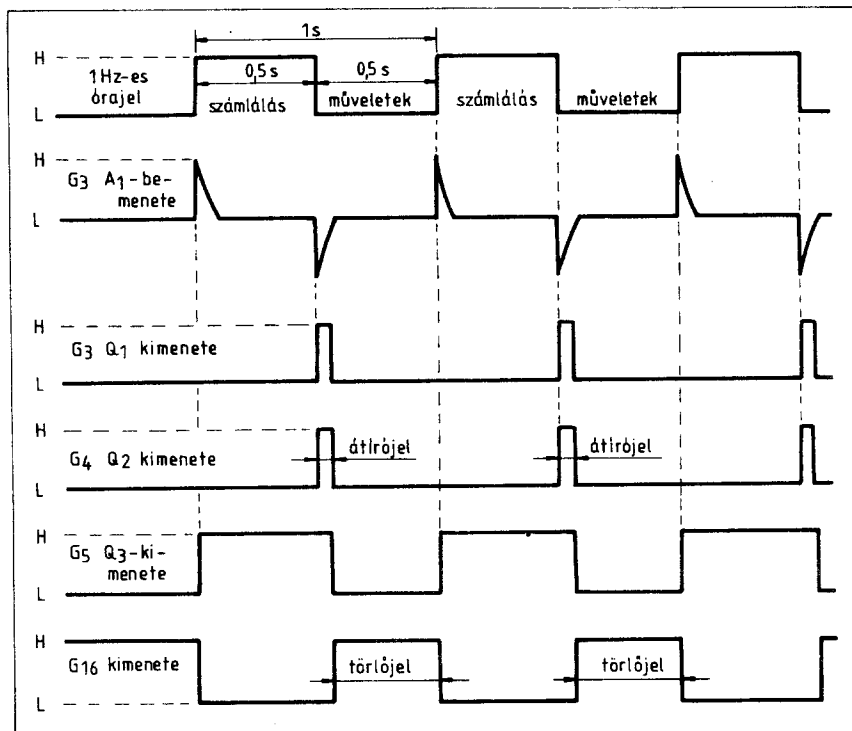 1s
H
1Hz-es
órajel
0,5 s
0,5 s
számlálás
műveletek
számlálás
műveletek
L
H
G3 A1-be-
menete
L
H
G3 Q1 kimenete
L
H
G4 Q2 kimenete
átírójel
átírójel
L
H
G5 Q3-ki-
menete
L
H
G16 kimenete
törlőjel
törlőjel
L